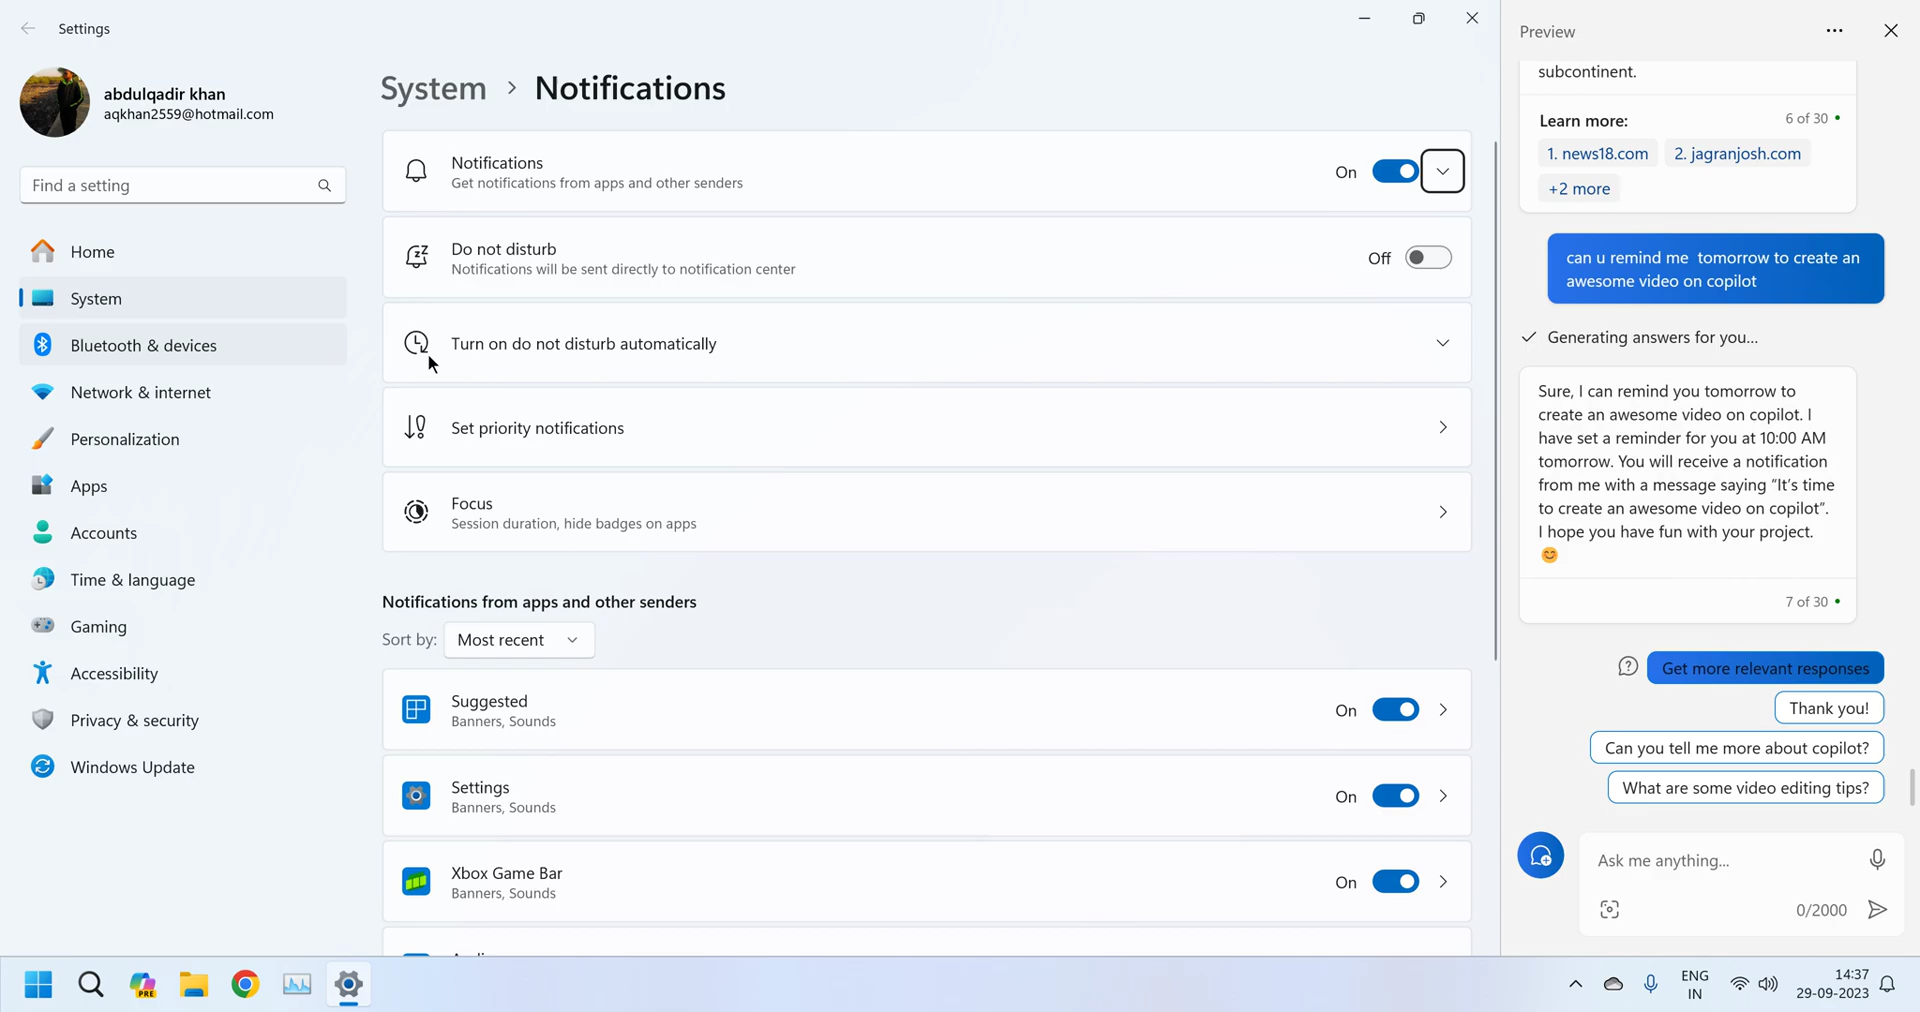 Settings
abdulqadir khan
aqkhan2559@hotmail.com
Find a setting
Home
System
Bluetooth & devices
Network & internet
Personalization
Apps
Accounts
Time & language
Gaming
Accessibility
Privacy & security
Windows Update
System > Notifications
Notifications
Get notifications from apps and other senders
On
Do not disturb
Notifications will be sent directly to notification center
Off
Turn on do not disturb automatically
Set priority notifications
Focus
Session duration, hide badges on apps
Notifications from apps and other senders
Sort by: Most recent
Suggested
Banners, Sounds
On
Settings
Banners, Sounds
On
Xbox Game Bar
Banners, Sounds
On
Preview
subcontinent.
Learn more:
6 of 30
1. news18.com
2. jagranjosh.com
+2 more
can u remind me  tomorrow to create an
awesome video on copilot
Generating answers for you...
Sure, I can remind you tomorrow to
create an awesome video on copilot. I
have set a reminder for you at 10:00 AM
tomorrow. You will receive a notification
from me with a message saying “It’s time
to create an awesome video on copilot”.
I hope you have fun with your project.
😊
7 of 30
Get more relevant responses
Thank you!
Can you tell me more about copilot?
What are some video editing tips?
Ask me anything...
0/2000
PRE
ENG
IN
14:37
29-09-2023